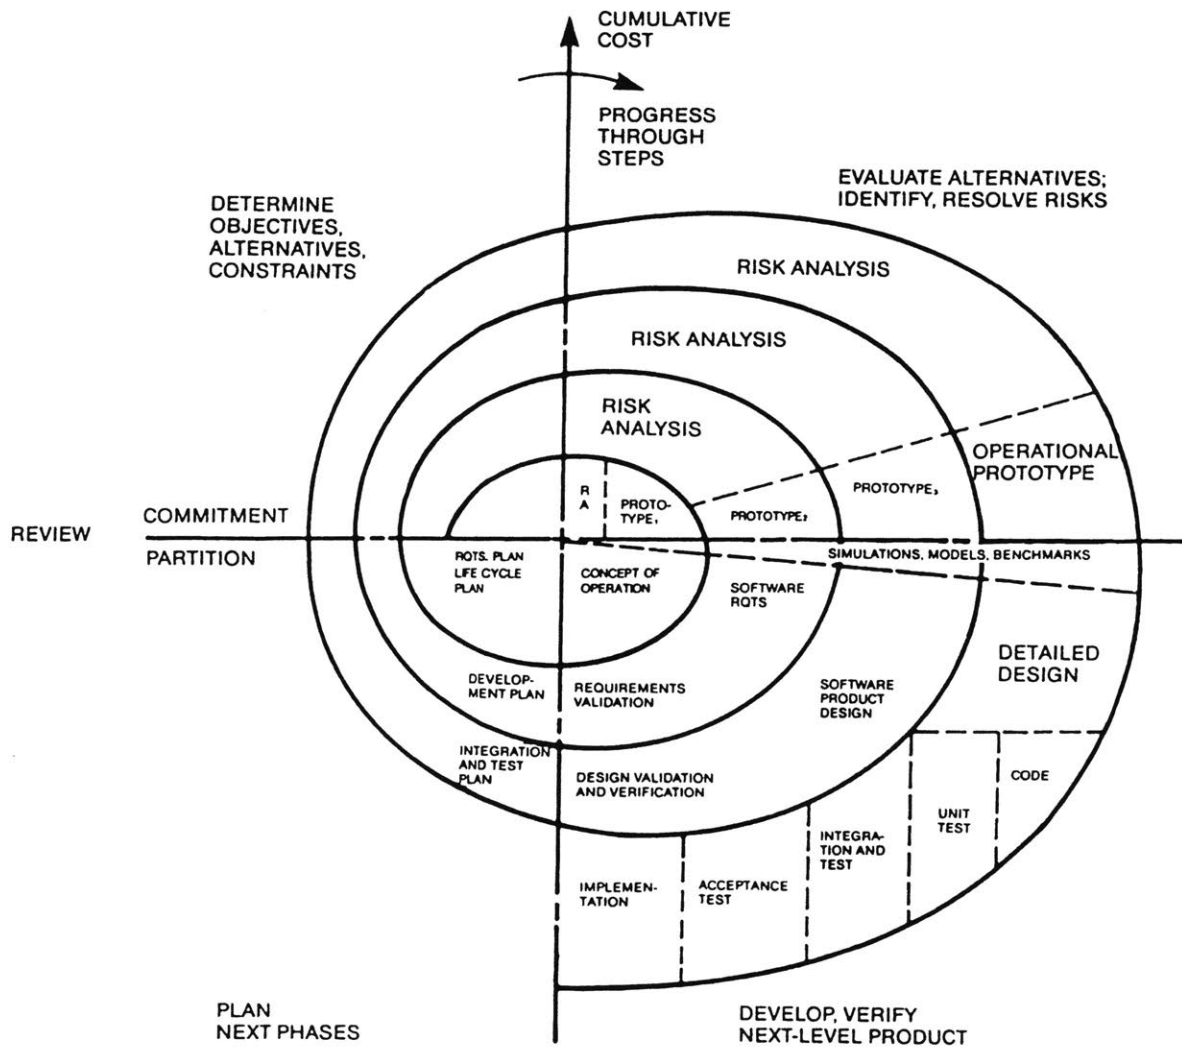 CUMULATIVE
COST
PROGRESS
THROUGH
STEPS
DETERMINE
OBJECTIVES,
ALTERNATIVES,
CONSTRAINTS
EVALUATE ALTERNATIVES;
IDENTIFY, RESOLVE RISKS
RISK ANALYSIS
RISK ANALYSIS
RISK
ANALYSIS
R
A
PROTO-
TYPE₁
PROTOTYPE₂
PROTOTYPE₃
OPERATIONAL
PROTOTYPE
REVIEW
COMMITMENT
PARTITION
RQTS. PLAN
LIFE CYCLE
PLAN
CONCEPT OF
OPERATION
SIMULATIONS, MODELS, BENCHMARKS
SOFTWARE
RQTS
DETAILED
DESIGN
DEVELOP-
MENT PLAN
REQUIREMENTS
VALIDATION
SOFTWARE
PRODUCT
DESIGN
INTEGRATION
AND TEST
PLAN
DESIGN VALIDATION
AND VERIFICATION
CODE
UNIT
TEST
INTEGRA-
TION AND
TEST
ACCEPTANCE
TEST
IMPLEMEN-
TATION
PLAN
NEXT PHASES
DEVELOP, VERIFY
NEXT-LEVEL PRODUCT